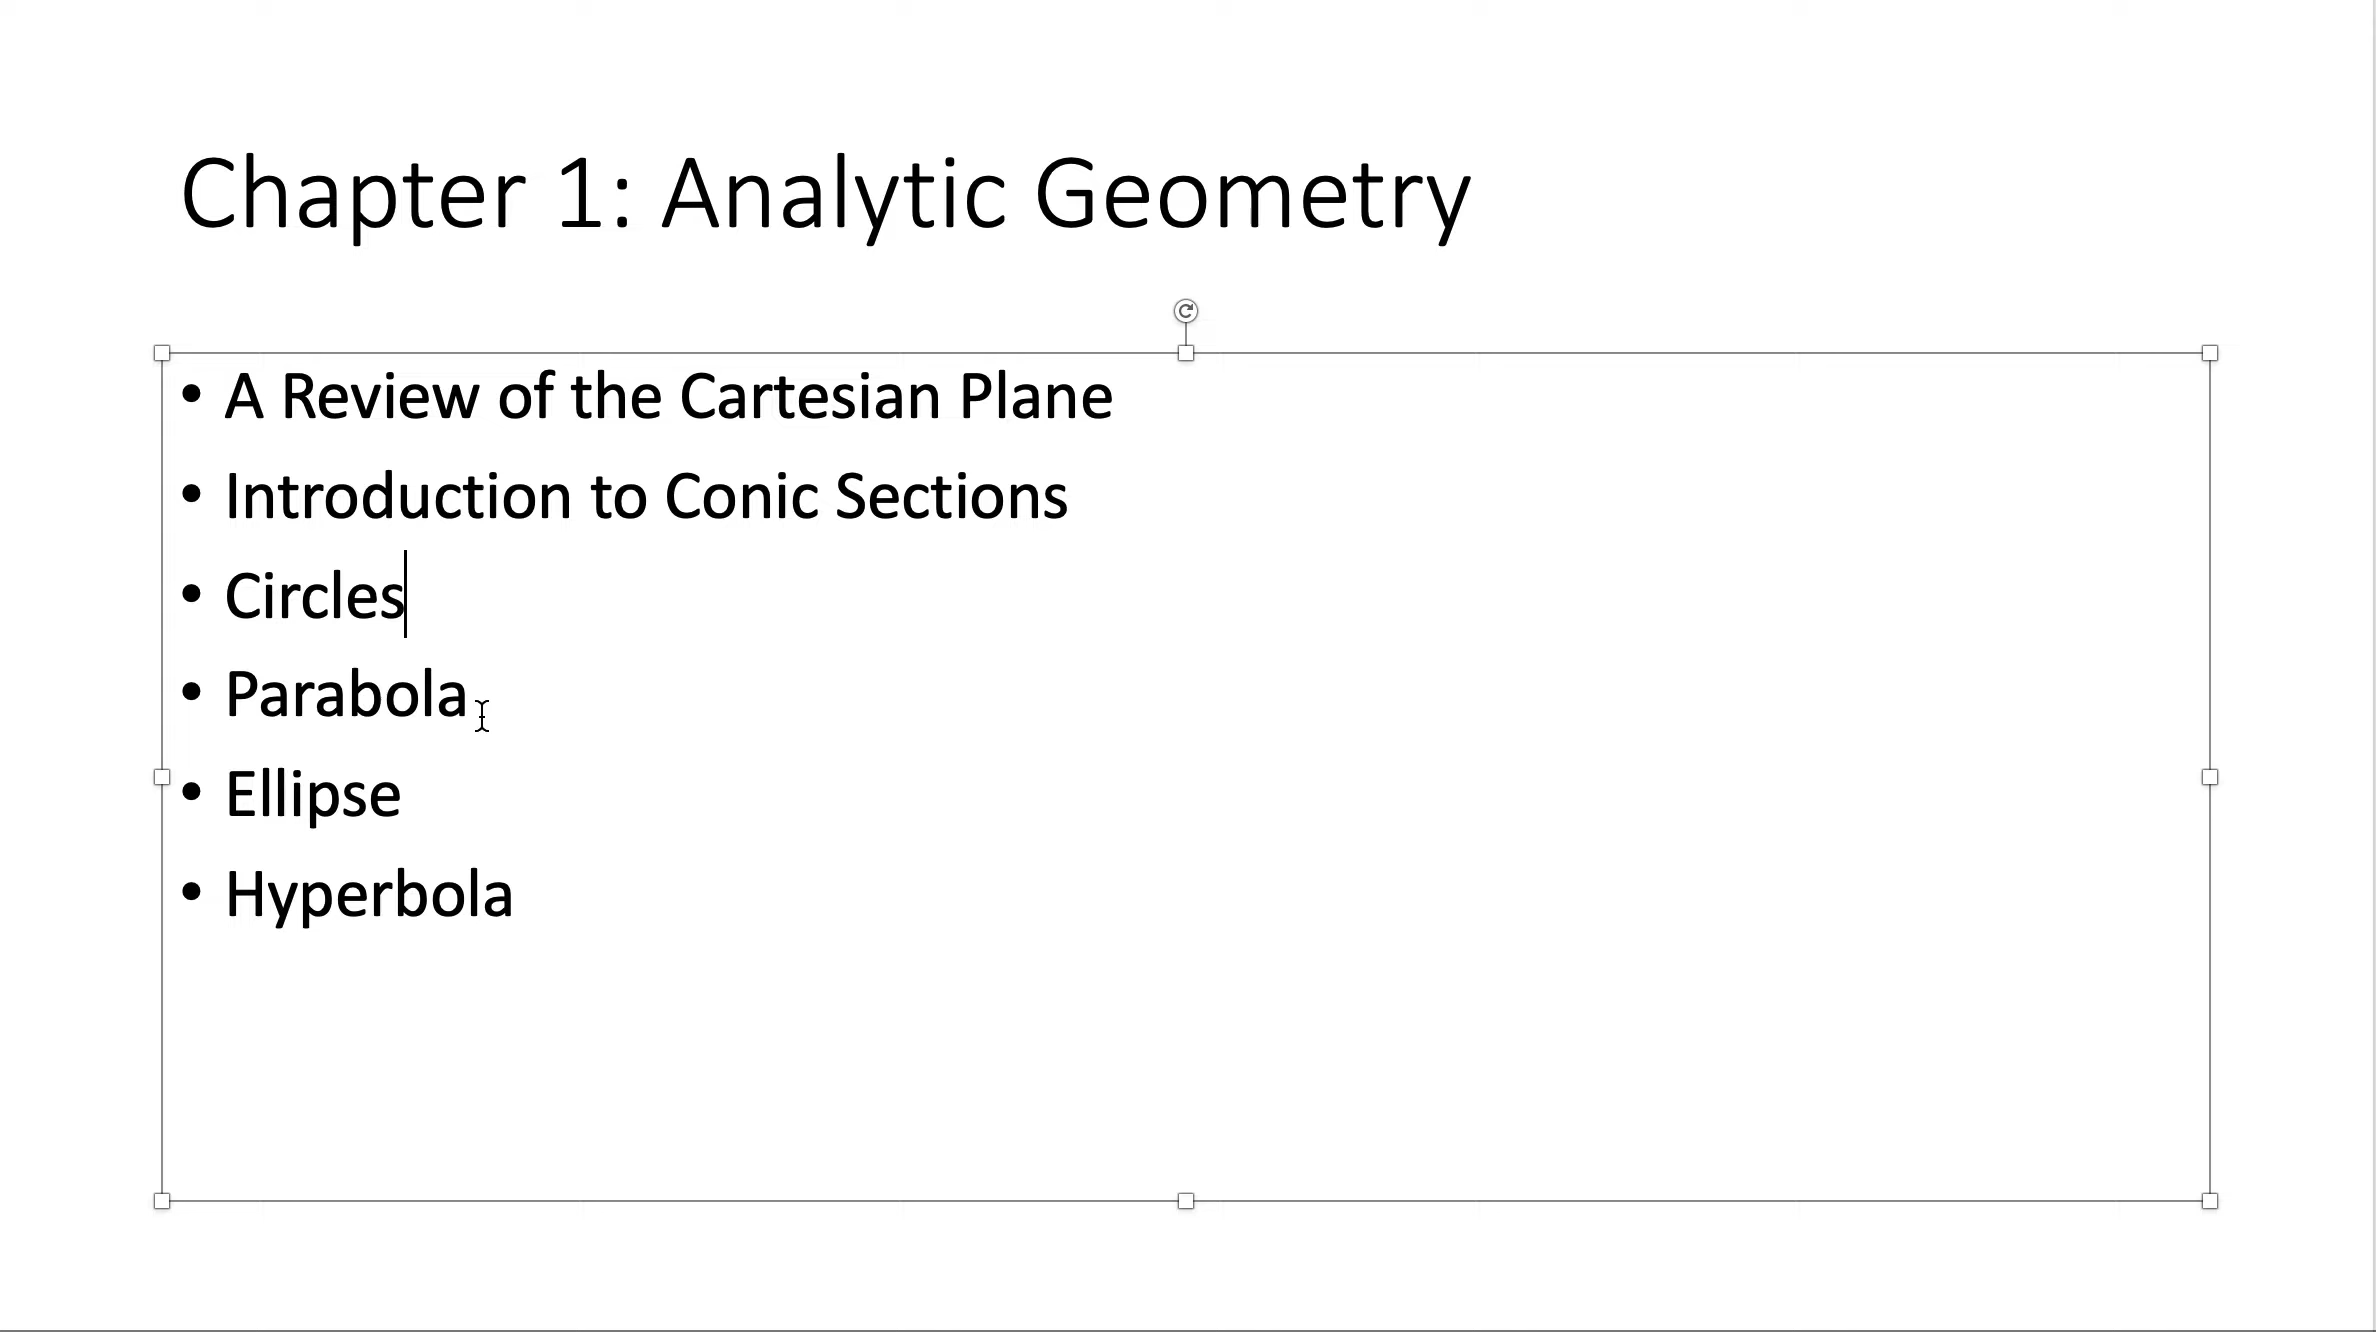 Chapter 1: Analytic Geometry
• A Review of the Cartesian Plane
• Introduction to Conic Sections
• Circles
• Parabola
• Ellipse
• Hyperbola